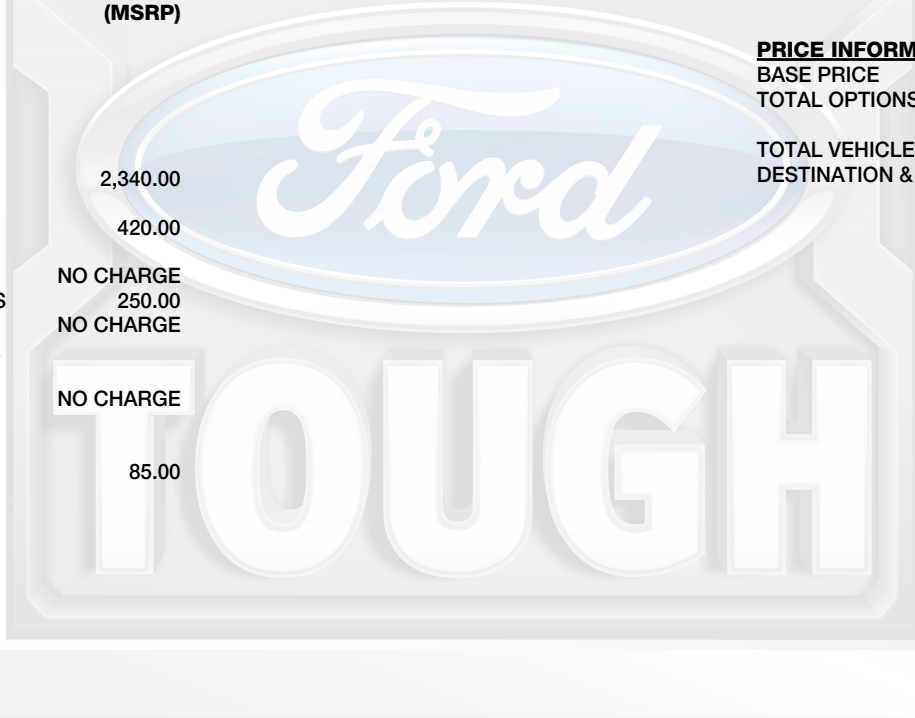 (MSRP)
2,340.00
420.00
NO CHARGE
S 250.00
NO CHARGE
NO CHARGE
85.00
PRICE INFORM
BASE PRICE
TOTAL OPTIONS
TOTAL VEHICLE
DESTINATION &
Ford
TOUGH